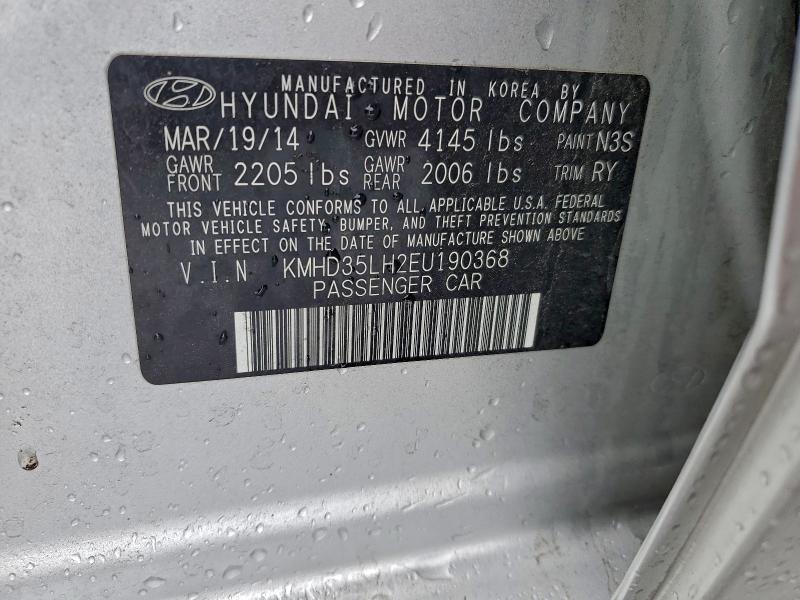 MANUFACTURED IN KOREA BY
HYUNDAI MOTOR COMPANY
MAR/19/14 GVWR 4145 lbs PAINT N3S
GAWR FRONT 2205 lbs GAWR REAR 2006 lbs TRIM RY
THIS VEHICLE CONFORMS TO ALL APPLICABLE U.S.A. FEDERAL
MOTOR VEHICLE SAFETY, BUMPER, AND THEFT PREVENTION STANDARDS
IN EFFECT ON THE DATE OF MANUFACTURE SHOWN ABOVE
V.I.N KMHD35LH2EU190368
PASSENGER CAR